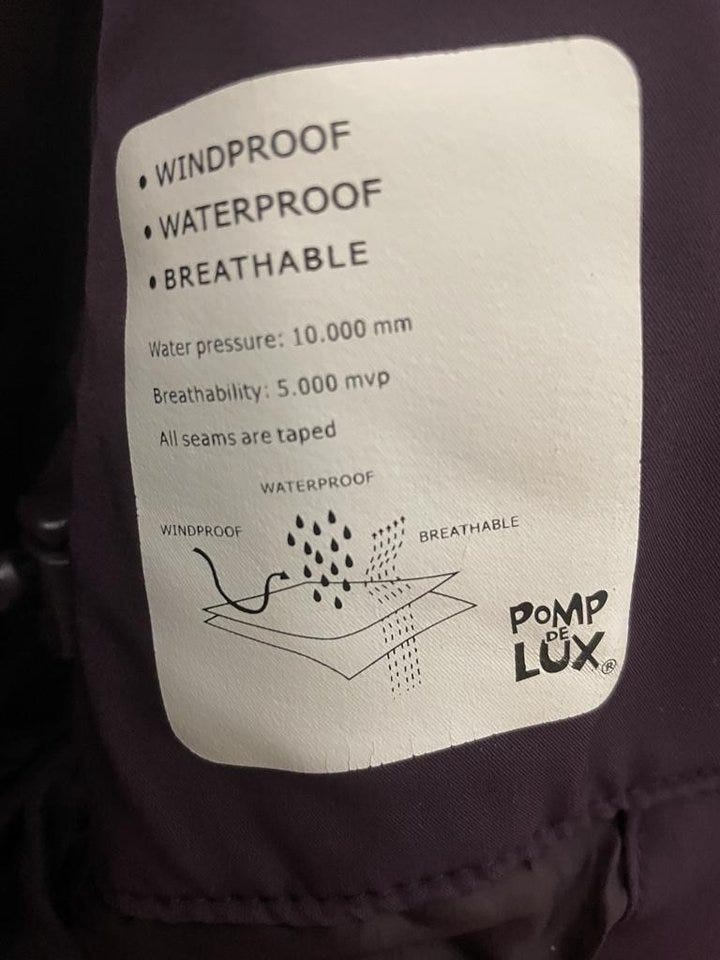 • WINDPROOF
• WATERPROOF
• BREATHABLE
Water pressure: 10.000 mm
Breathability: 5.000 mvp
All seams are taped
WATERPROOF
WINDPROOF
BREATHABLE
POMP
DE
LUX®